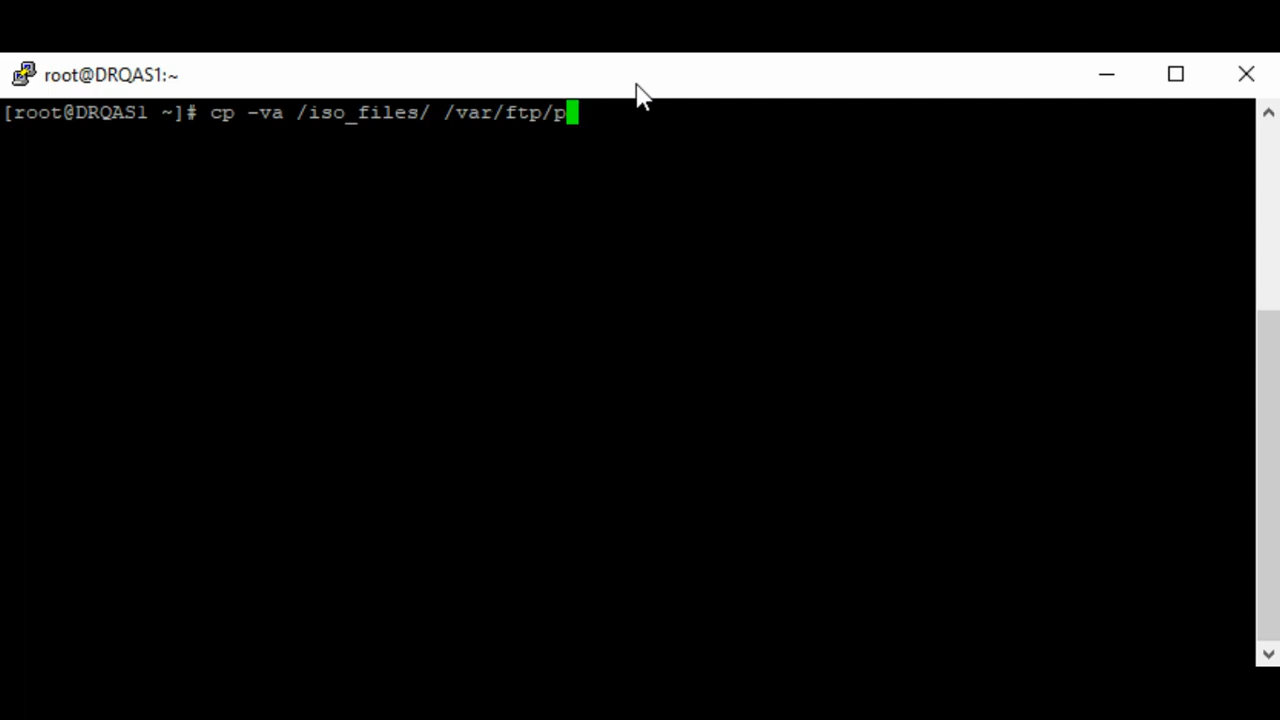 root@DRQAS1:~
[root@DRQAS1 ~]# cp -va /iso_files/ /var/ftp/p